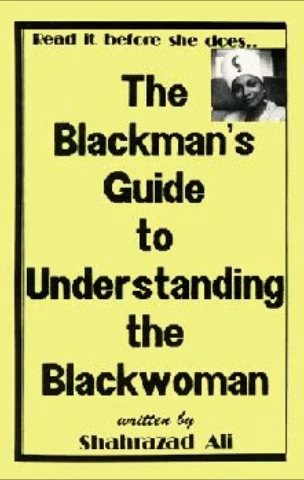 Read it before she does..
The
Blackman's
Guide
to
Understanding
the
Blackwoman
written by
Shahrazad Ali